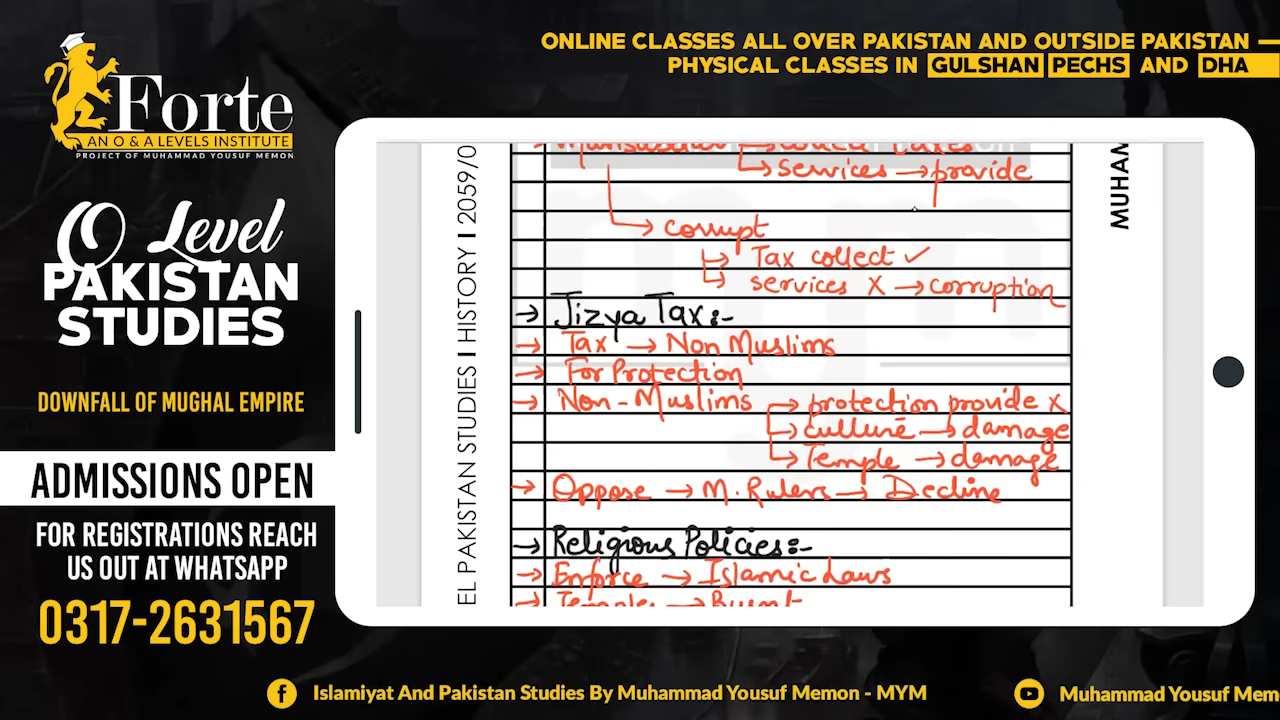 Forte
AN O & A LEVELS INSTITUTE
PROJECT OF MUHAMMAD YOUSUF MEMON
O Level
PAKISTAN
STUDIES
DOWNFALL OF MUGHAL EMPIRE
ADMISSIONS OPEN
FOR REGISTRATIONS REACH
US OUT AT WHATSAPP
0317-2631567
ONLINE CLASSES ALL OVER PAKISTAN AND OUTSIDE PAKISTAN
PHYSICAL CLASSES IN GULSHAN PECHS AND DHA
EL PAKISTAN STUDIES I HISTORY I 2059/0
MUHAM
Taxes
↳ Services → provide
↳ corrupt
↳ Tax collect ✓
↳ services X → corruption
→ Jizya Tax:-
→ Tax → Non Muslims
→ For Protection
→ Non-Muslims → protection provide X
↳ culture → damage
↳ Temple → damage
→ Oppose → M. Rulers → Decline
→ Religious Policies:-
→ Enforce → Islamic Laws
→ Temples → Burnt
Islamiyat And Pakistan Studies By Muhammad Yousuf Memon - MYM
Muhammad Yousuf Mem